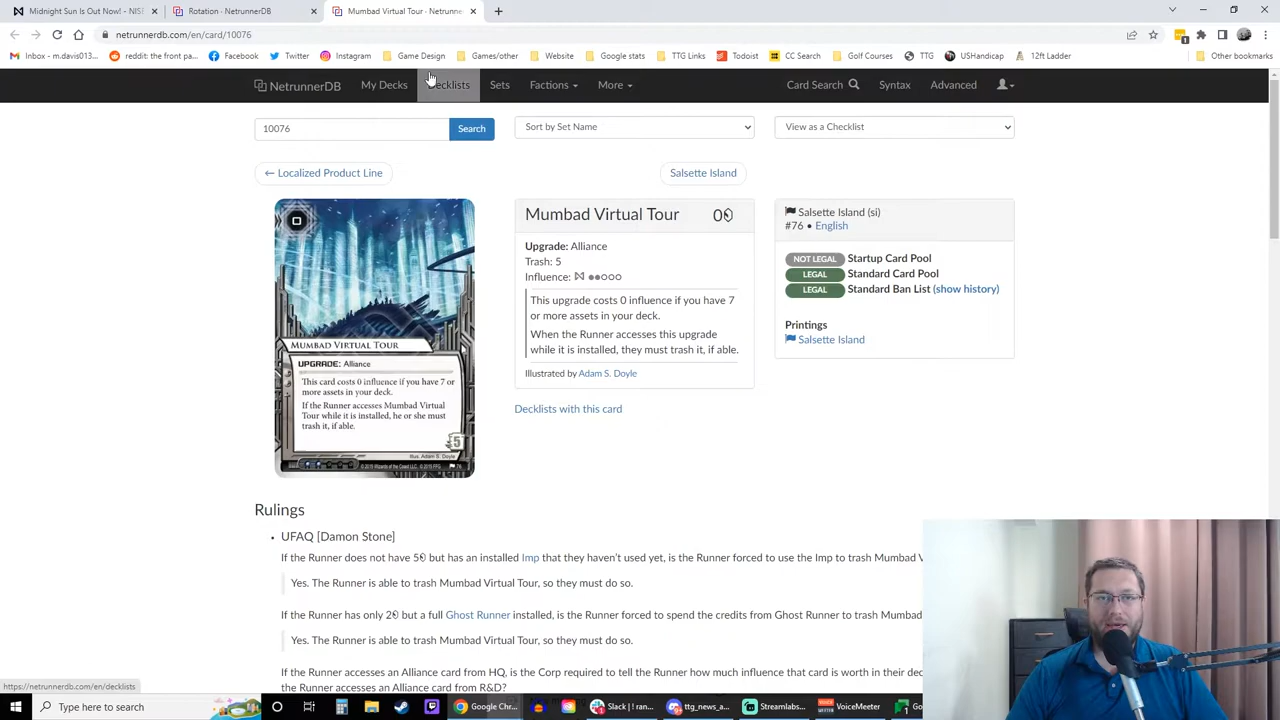 Midnight Sun Is Out Now! - NISE
Rotation - NetrunnerDB
Mumbad Virtual Tour - Netrunner
netrunnerdb.com/en/card/10076
Inbox - m.davis013...
reddit: the front pa...
Facebook
Twitter
Instagram
Game Design
Games/other
Website
Google stats
TTG Links
Todoist
CC Search
Golf Courses
TTG
USHandicap
12ft Ladder
Other bookmarks
NetrunnerDB
My Decks
Decklists
Sets
Factions
More
Card Search
Syntax
Advanced
10076
Search
Sort by Set Name
View as a Checklist
← Localized Product Line
Salsette Island
Mumbad Virtual Tour
0
Upgrade: Alliance
Trash: 5
Influence:
This upgrade costs 0 influence if you have 7
or more assets in your deck.
When the Runner accesses this upgrade
while it is installed, they must trash it, if able.
Illustrated by Adam S. Doyle
Decklists with this card
Salsette Island (si)
#76 • English
NOT LEGAL Startup Card Pool
LEGAL Standard Card Pool
LEGAL Standard Ban List (show history)
Printings
Salsette Island
Mumbad Virtual Tour
UPGRADE: Alliance
This card costs 0 influence if you have 7 or
more assets in your deck.
If the Runner accesses Mumbad Virtual
Tour while it is installed, he or she must
trash it, if able.
5
Illus. Adam S. Doyle
Rulings
UFAQ [Damon Stone]
If the Runner does not have 5 but has an installed Imp that they haven't used yet, is the Runner forced to use the Imp to trash Mumbad V
Yes. The Runner is able to trash Mumbad Virtual Tour, so they must do so.
If the Runner has only 2 but a full Ghost Runner installed, is the Runner forced to spend the credits from Ghost Runner to trash Mumbad
Yes. The Runner is able to trash Mumbad Virtual Tour, so they must do so.
If the Runner accesses an Alliance card from HQ, is the Corp required to tell the Runner how much influence that card is worth in their dec
the Runner accesses an Alliance card from R&D?
https://netrunnerdb.com/en/decklists
Type here to search
Google Chr...
Slack | ! ran...
ttg_news_a...
Streamlabs...
VoiceMeeter
Go